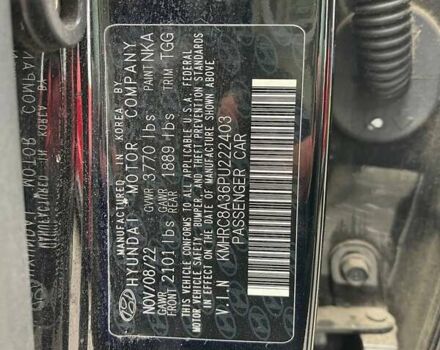 MANUFACTURED IN KOREA BY
HYUNDAI MOTOR COMPANY
NOV/08/22 GVWR 3770 lbs PAINT NKA
GAWR FRONT 2101 lbs GAWR REAR 1889 lbs TRIM TGG
THIS VEHICLE CONFORMS TO ALL APPLICABLE U.S.A. FEDERAL
MOTOR VEHICLE SAFETY, BUMPER, AND THEFT PREVENTION STANDARDS
IN EFFECT ON THE DATE OF MANUFACTURE SHOWN ABOVE
V.I.N KMHRC8A36PU222403
PASSENGER CAR